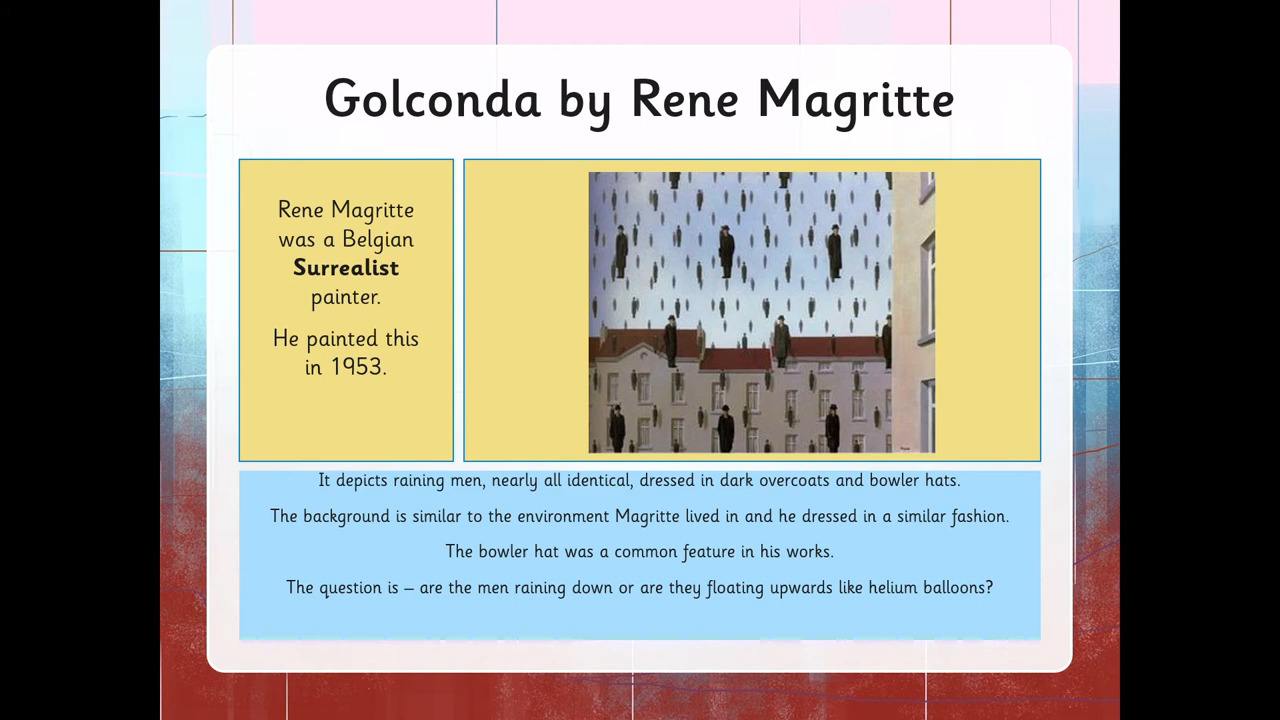 Golconda by Rene Magritte
Rene Magritte
was a Belgian
Surrealist
painter.
He painted this
in 1953.
It depicts raining men, nearly all identical, dressed in dark overcoats and bowler hats.
The background is similar to the environment Magritte lived in and he dressed in a similar fashion.
The bowler hat was a common feature in his works.
The question is – are the men raining down or are they floating upwards like helium balloons?